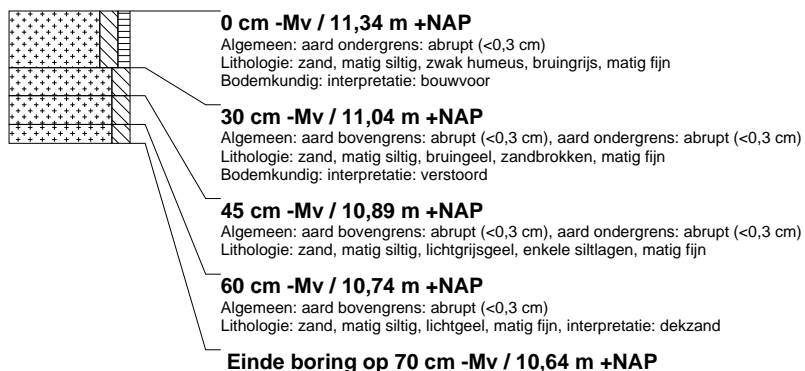 0 cm -Mv / 11,34 m +NAP
Algemeen: aard ondergrens: abrupt (<0,3 cm)
Lithologie: zand, matig siltig, zwak humeus, bruingrijs, matig fijn
Bodemkundig: interpretatie: bouwvoor
30 cm -Mv / 11,04 m +NAP
Algemeen: aard bovengrens: abrupt (<0,3 cm), aard ondergrens: abrupt (<0,3 cm)
Lithologie: zand, matig siltig, bruingeel, zandbrokken, matig fijn
Bodemkundig: interpretatie: verstoord
45 cm -Mv / 10,89 m +NAP
Algemeen: aard bovengrens: abrupt (<0,3 cm), aard ondergrens: abrupt (<0,3 cm)
Lithologie: zand, matig siltig, lichtgrijsgeel, enkele siltlagen, matig fijn
60 cm -Mv / 10,74 m +NAP
Algemeen: aard bovengrens: abrupt (<0,3 cm)
Lithologie: zand, matig siltig, lichtgeel, matig fijn, interpretatie: dekzand
Einde boring op 70 cm -Mv / 10,64 m +NAP